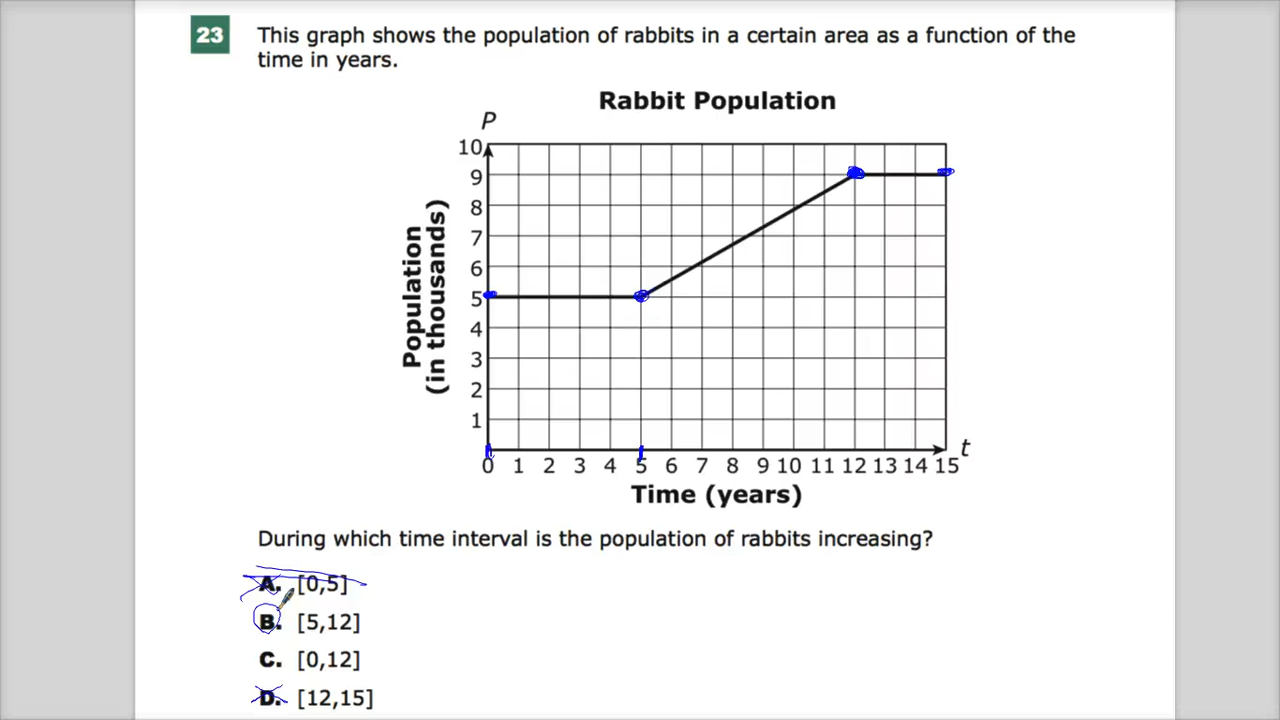 23
This graph shows the population of rabbits in a certain area as a function of the
time in years.
Rabbit Population
P
10
9
8
7
6
5
4
3
2
1
Population
(in thousands)
0 1 2 3 4 5 6 7 8 9 10 11 12 13 14 15
t
Time (years)
During which time interval is the population of rabbits increasing?
A. [0,5]
B. [5,12]
C. [0,12]
D. [12,15]